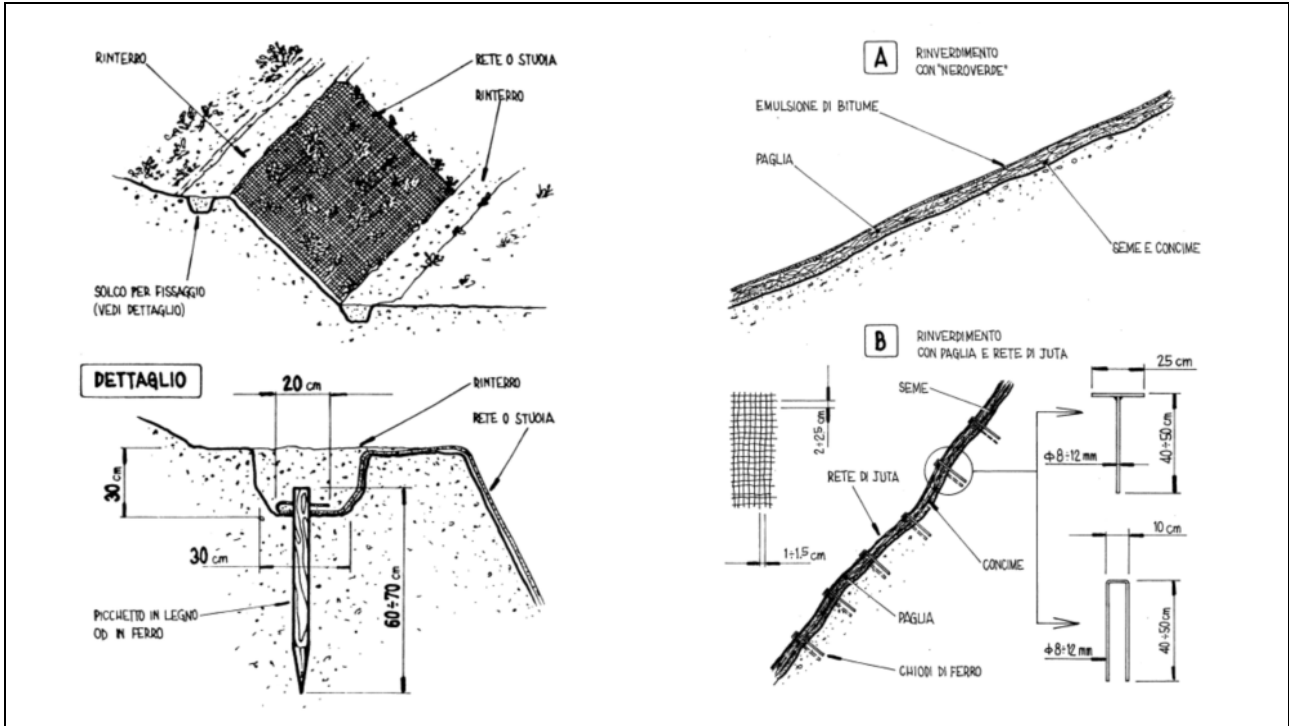 RINTERRO
RETE O STUOIA
RINTERRO
SOLCO PER FISSAGGIO
(VEDI DETTAGLIO)
DETTAGLIO
20 cm
RINTERRO
RETE O STUOIA
30 cm
30 cm
60÷70 cm
PICCHETTO IN LEGNO
OD IN FERRO
A
RINVERDIMENTO
CON "NEROVERDE"
EMULSIONE DI BITUME
PAGLIA
SEME E CONCIME
B
RINVERDIMENTO
CON PAGLIA E RETE DI JUTA
SEME
2÷2.5 cm
RETE DI JUTA
1÷1.5 cm
CONCIME
PAGLIA
CHIODI DI FERRO
25 cm
40÷50 cm
ϕ 8÷12 mm
10 cm
40÷50 cm
ϕ 8÷12 mm